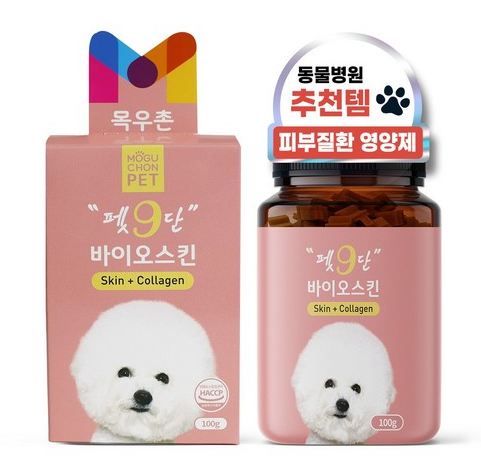 목우촌
MOGU
CHON
PET
“펫9단”
바이오스킨
Skin + Collagen
HACCP
100g
동물병원
추천템
피부질환 영양제
“펫9단”
바이오스킨
Skin + Collagen
100g